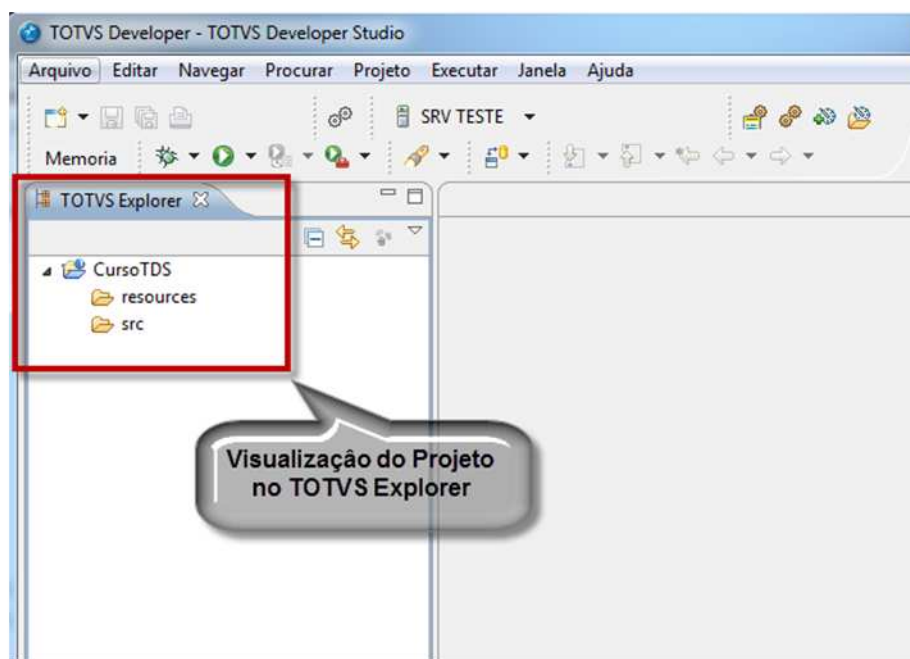 TOTVS Developer - TOTVS Developer Studio
Arquivo Editar Navegar Procurar Projeto Executar Janela Ajuda
SRV TESTE
Memoria
TOTVS Explorer
CursoTDS
resources
src
Visualizaçâo do Projeto
no TOTVS Explorer